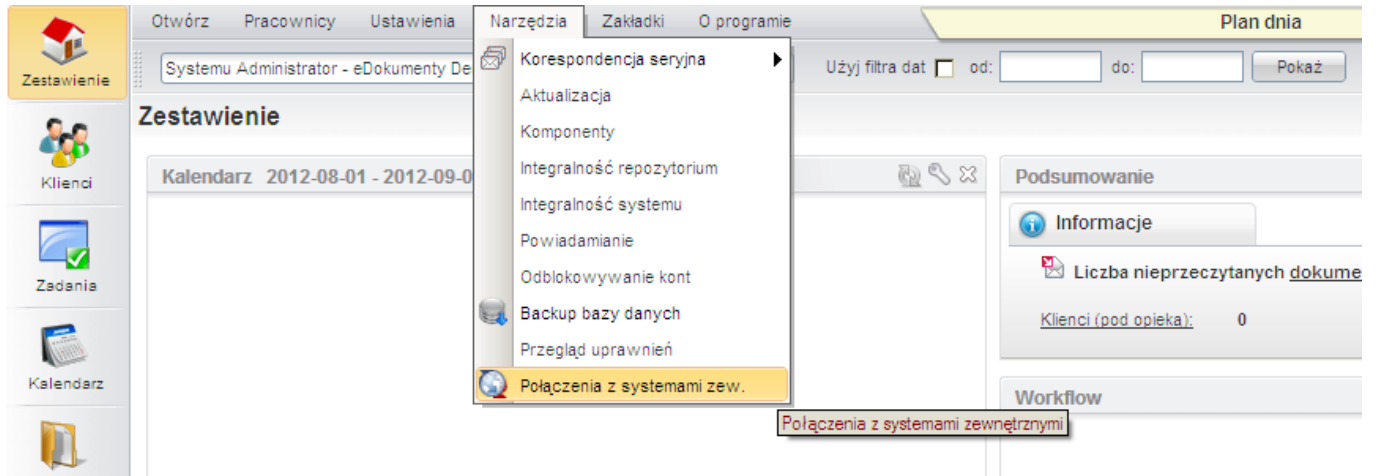 Otwórz Pracownicy Ustawienia Narzędzia Zakładki O programie Plan dnia
Zestawienie
Systemu Administrator - eDokumenty De
Użyj filtra dat od: do: Pokaż
Zestawienie
Klienci
Zadania
Kalendarz
Korespondencja seryjna
Aktualizacja
Komponenty
Integralność repozytorium
Integralność systemu
Powiadamianie
Odblokowywanie kont
Backup bazy danych
Przegląd uprawnień
Połączenia z systemami zew.
Połączenia z systemami zewnętrznymi
Kalendarz 2012-08-01 - 2012-09-0
Podsumowanie
Informacje
Liczba nieprzeczytanych dokume
Klienci (pod opieka): 0
Workflow